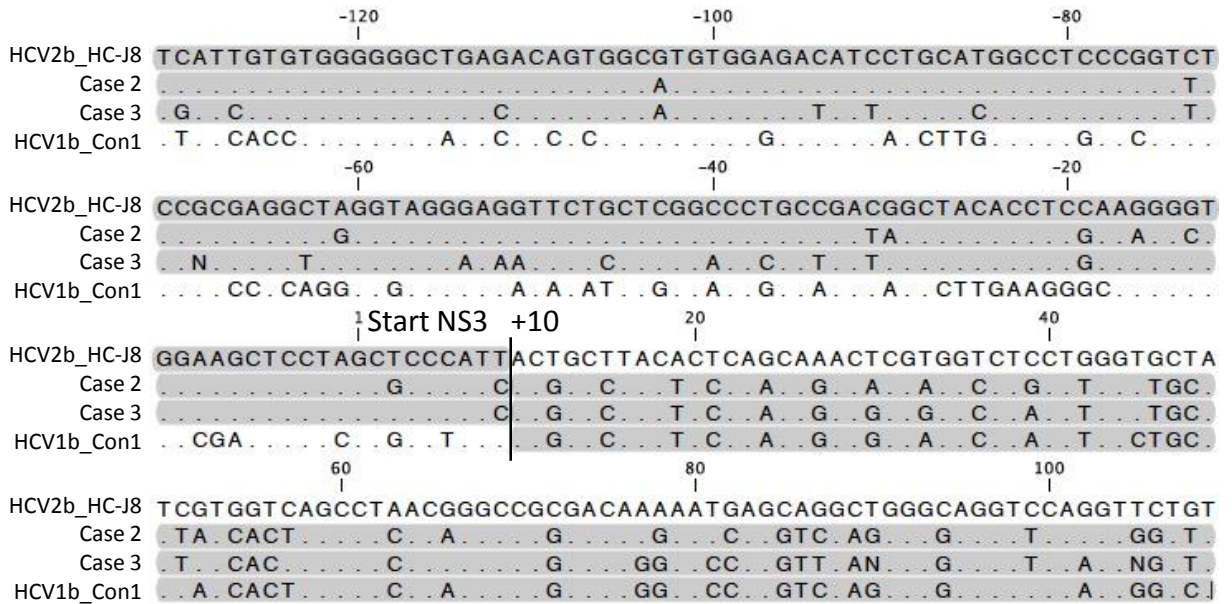 -120 -100 -80
HCV2b_HC-J8 TCATTGTGTGGGGGGCTGAGACAGTGGCGTGTGGAGACATCCTGCATGGCCTCCCGGTCT
Case 2 ............................A.............................T.
Case 3 .G..C..............C........A........T..T.....C...........T.
HCV1b_Con1 .T..CACC........A..C..C.C.........G......A.CTTG.....G..C....
-60 -40 -20
HCV2b_HC-J8 CCGCGAGGCTAGGTAGGGAGGTTCTGCTCGGCCCTGCCGACGGCTACACCTCCAAGGGGT
Case 2 ..........G.............................TA..........G..A..C.
Case 3 ..N.....T........A.AA....C.....A..C..T..T...........G.......
HCV1b_Con1 ....CC.CAGG..G......A.A.AT..G..A..G..A...A..CTTGAAGGGC......
1 Start NS3 +10 20 40
HCV2b_HC-J8 GGAAGCTCCTAGCTCCCATTACTGCTTACACTCAGCAAACTCGTGGTCTCCTGGGTGCTA
Case 2 .............G.....C..G..C...T.C..A..G..A..A..C..G..T...TGC.
Case 3 ...................C..G..C...T.C..A..G..G..G..C..A..T...TGC.
HCV1b_Con1 ..CGA.....C..G..T.....G..C...T.C..A..G..G..A..C..A..T..CTGC.
60 80 100
HCV2b_HC-J8 TCGTGGTCAGCCTAACGGGCCGCGACAAAAATGAGCAGGCTGGGCAGGTCCAGGTTCTGT
Case 2 .TA.CACT.....C..A.....G.....G...C..GTC.AG...G....T.....GG.T.
Case 3 .T..CAC......C........G....GG..CC..GTT.AN...G....T..A..NG.T.
HCV1b_Con1 ..A.CACT.....C..A.....G....GG..CC..GTC.AG...G.......A..GG.C.